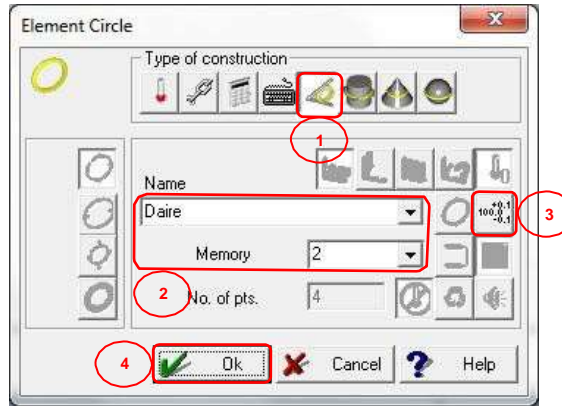 Element Circle
Type of construction
1
Name
Daire
100,0 +0.1 -0.1
3
Memory 2
2
No. of pts. 4
4
Ok Cancel ? Help